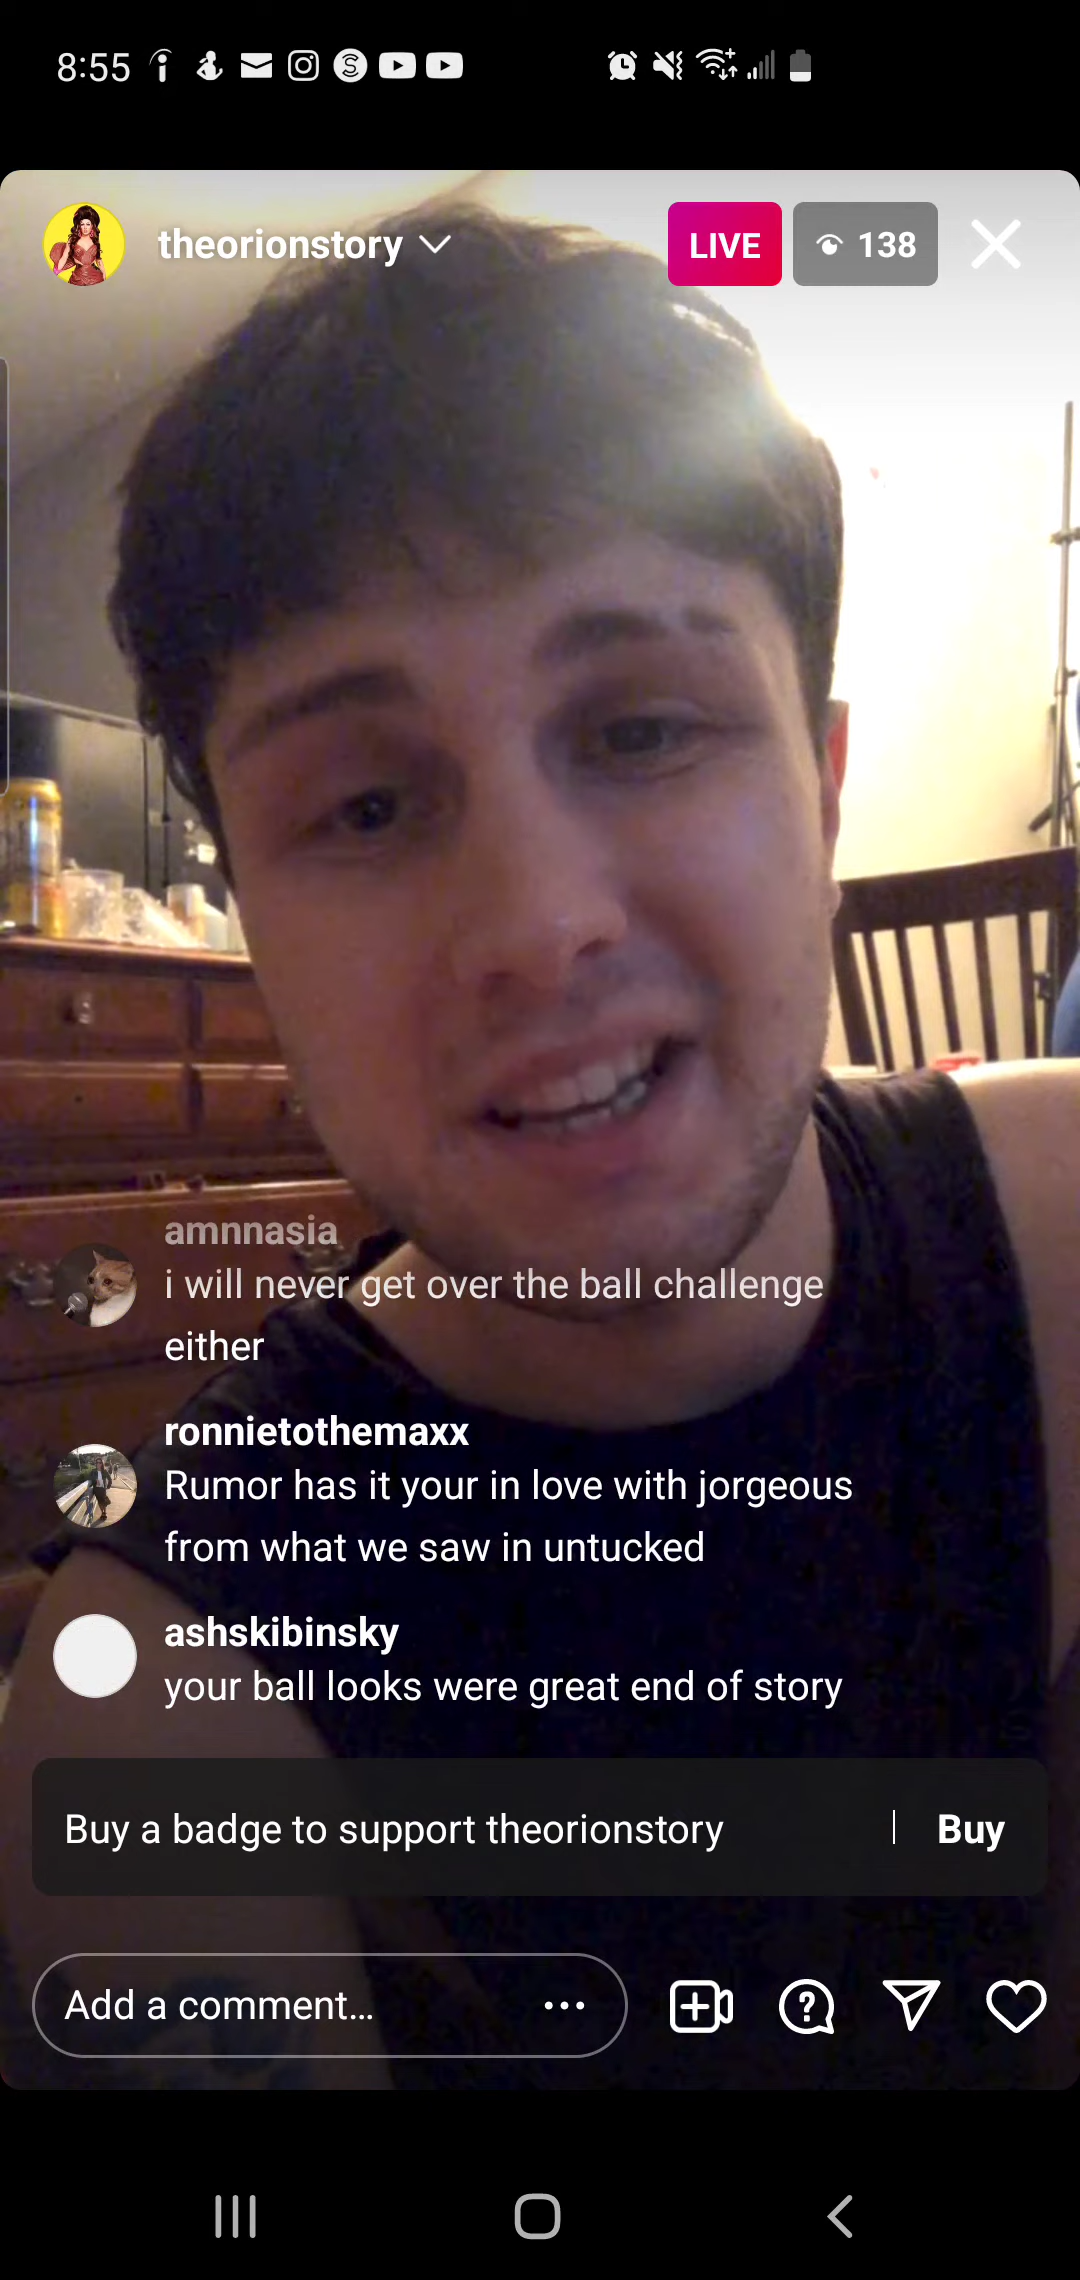 8:55
theorionstory
LIVE
138
amnnasia
i will never get over the ball challenge
either
ronnietothemaxx
Rumor has it your in love with jorgeous
from what we saw in untucked
ashskibinsky
your ball looks were great end of story
Buy a badge to support theorionstory
Buy
Add a comment...